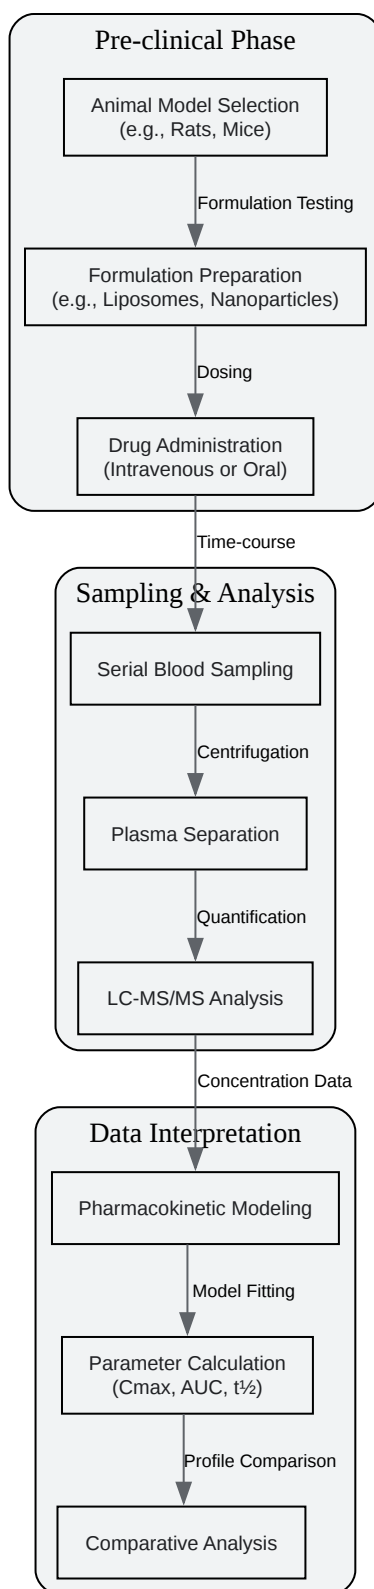 Pre-clinical Phase
Animal Model Selection
(e.g., Rats, Mice)
Formulation Testing
Formulation Preparation
(e.g., Liposomes, Nanoparticles)
Dosing
Drug Administration
(Intravenous or Oral)
Time-course
Sampling & Analysis
Serial Blood Sampling
Centrifugation
Plasma Separation
Quantification
LC-MS/MS Analysis
Concentration Data
Data Interpretation
Pharmacokinetic Modeling
Model Fitting
Parameter Calculation
(Cmax, AUC, t½)
Profile Comparison
Comparative Analysis